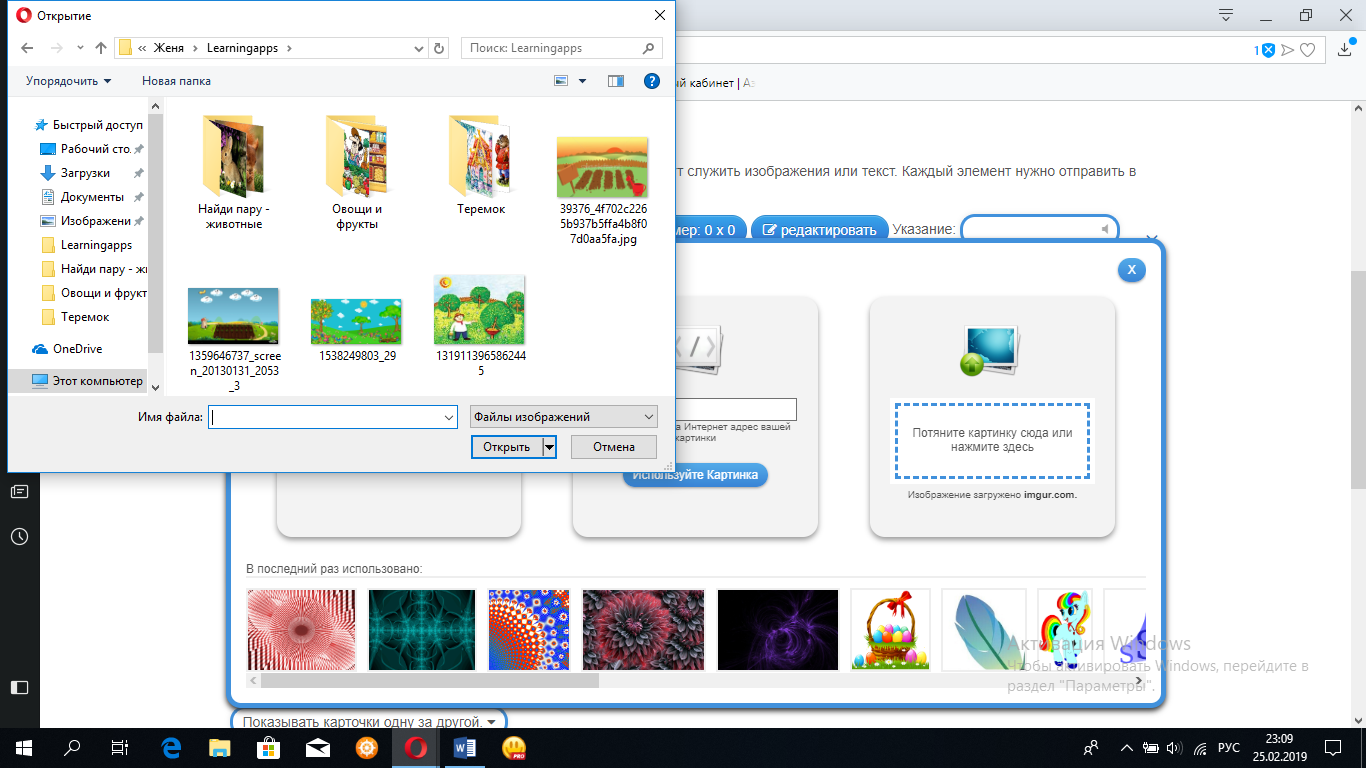 Открытие
« Женя › Learningapps ›
Поиск: Learningapps
Упорядочить
Новая папка
Быстрый доступ
Рабочий сто.
Загрузки
Документы
Изображени
Learningapps
Найди пару - жи
Овощи и фрукт
Теремок
OneDrive
Этот компьютер
Найди пару -
животные
Овощи и
фрукты
Теремок
39376_4f702c226
5b937b5ffa4b8f0
7d0aa5fa.jpg
1359646737_scree
n_20130131_2053
_3
1538249803_29
131911396586244
5
Имя файла:
Файлы изображений
Открыть
Отмена
1
ый кабинет | Аз
т служить изображения или текст. Каждый элемент нужно отправить в
мер: 0 x 0
редактировать
Указание:
X
</>
а Интернет адрес вашей
картинки
Используйте Картинка
Потяните картинку сюда или
нажмите здесь
Изображение загружено imgur.com.
В последний раз использовано:
Активация Windows
Чтобы активировать Windows, перейдите в
раздел "Параметры".
Показывать карточки одну за другой.
PRO
РУС
23:09
25.02.2019